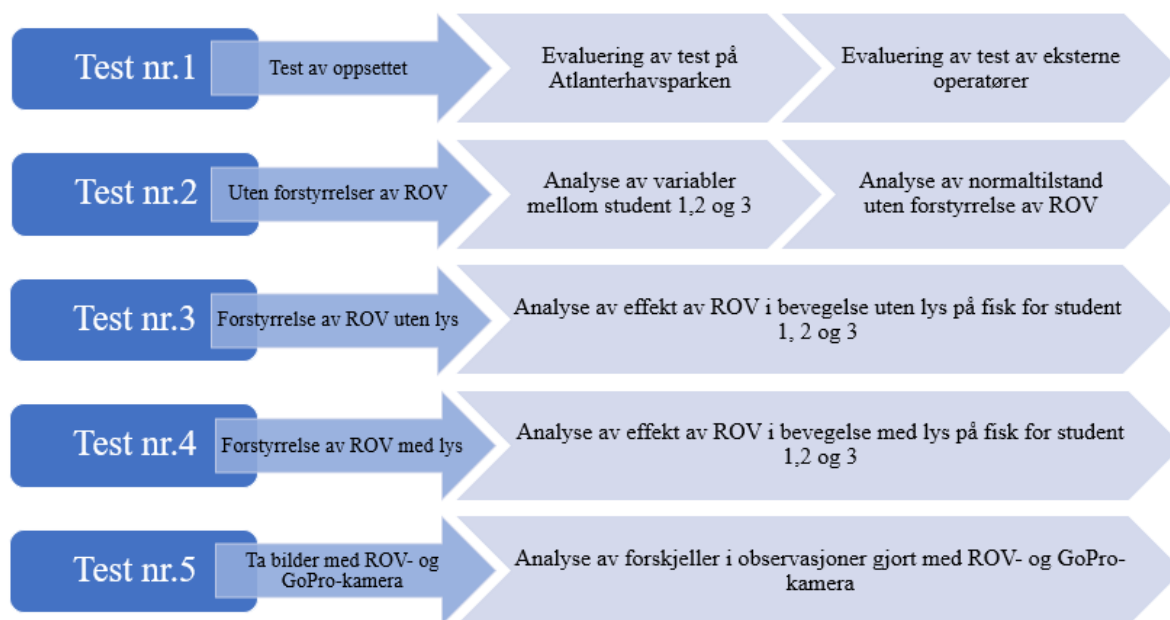 Test nr.1
Test av oppsettet
Evaluering av test på
Atlanterhavsparken
Evaluering av test av eksterne
operatører
Test nr.2
Uten forstyrrelser av ROV
Analyse av variabler
mellom student 1,2 og 3
Analyse av normaltilstand
uten forstyrrelse av ROV
Test nr.3
Forstyrrelse av ROV uten lys
Analyse av effekt av ROV i bevegelse uten lys på fisk for student
1, 2 og 3
Test nr.4
Forstyrrelse av ROV med lys
Analyse av effekt av ROV i bevegelse med lys på fisk for student
1,2 og 3
Test nr.5
Ta bilder med ROV- og
GoPro-kamera
Analyse av forskjeller i observasjoner gjort med ROV- og GoPro-
kamera